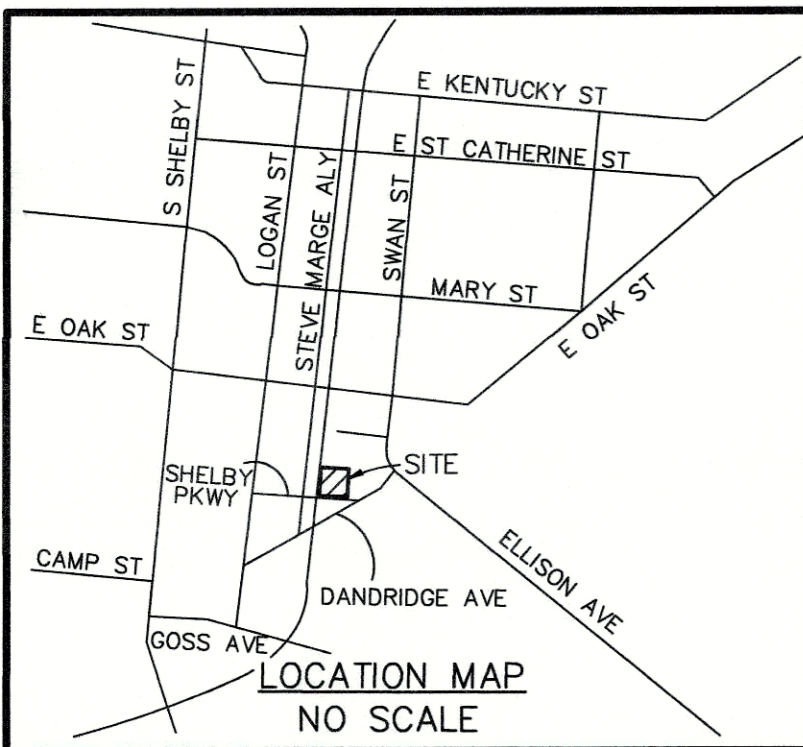 E KENTUCKY ST
S SHELBY ST
LOGAN ST
STEVE MARGE ALY
E ST CATHERINE ST
SWAN ST
MARY ST
E OAK ST
E OAK ST
SHELBY
PKWY
SITE
CAMP ST
DANDRIDGE AVE
ELLISON AVE
GOSS AVE
LOCATION MAP
NO SCALE